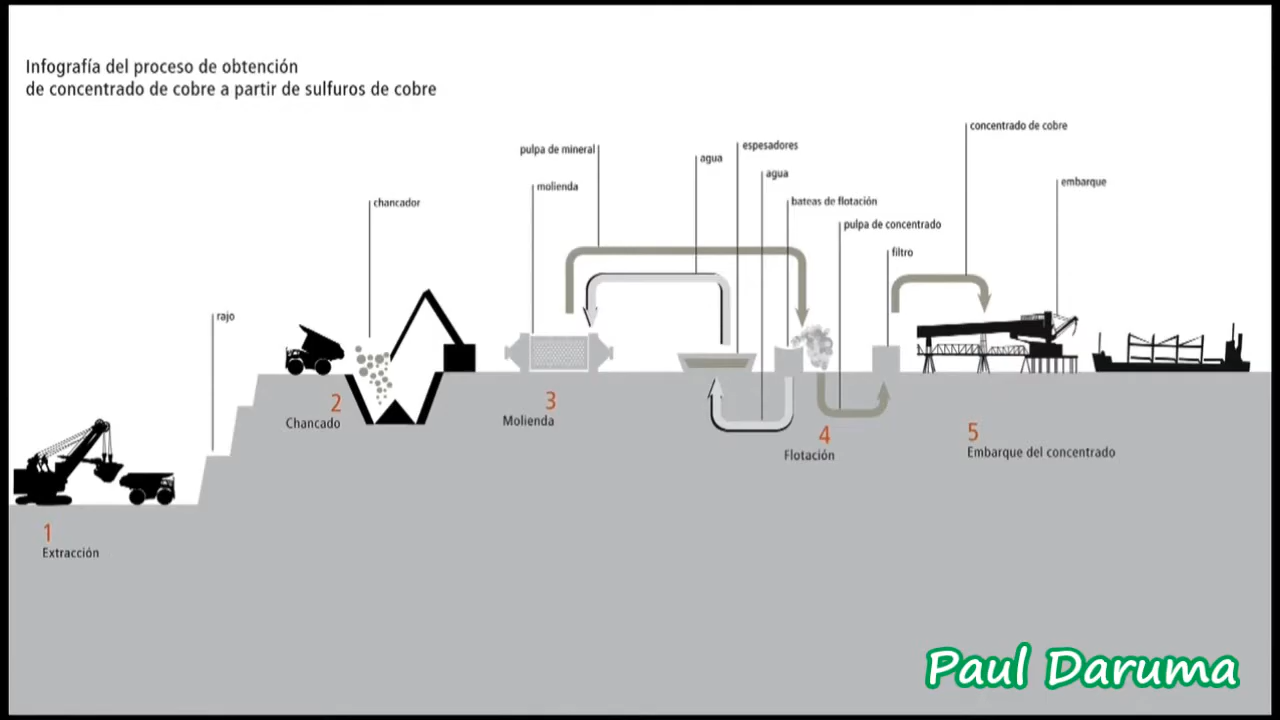 Infografía del proceso de obtención
de concentrado de cobre a partir de sulfuros de cobre
concentrado de cobre
pulpa de mineral
espesadores
agua
agua
molienda
embarque
chancador
bateas de flotación
pulpa de concentrado
filtro
rajo
2
Chancado
3
Molienda
4
Flotación
5
Embarque del concentrado
1
Extracción
Paul Daruma